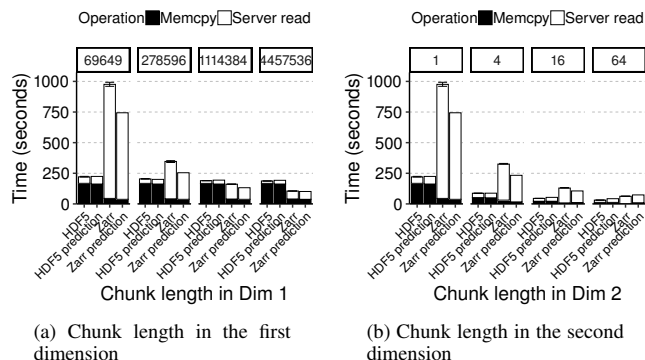 Operation Memcpy Server read
69649 278596 1114384 4457536
Time (seconds)
1000
750
500
250
0
HDF5
HDF5 prediction
Zarr
Zarr prediction
HDF5
HDF5 prediction
Zarr
Zarr prediction
HDF5
HDF5 prediction
Zarr
Zarr prediction
HDF5
HDF5 prediction
Zarr
Zarr prediction
Chunk length in Dim 1
(a) Chunk length in the first
dimension
Operation Memcpy Server read
1 4 16 64
Time (seconds)
1000
750
500
250
0
HDF5
HDF5 prediction
Zarr
Zarr prediction
HDF5
HDF5 prediction
Zarr
Zarr prediction
HDF5
HDF5 prediction
Zarr
Zarr prediction
HDF5
HDF5 prediction
Zarr
Zarr prediction
Chunk length in Dim 2
(b) Chunk length in the second
dimension